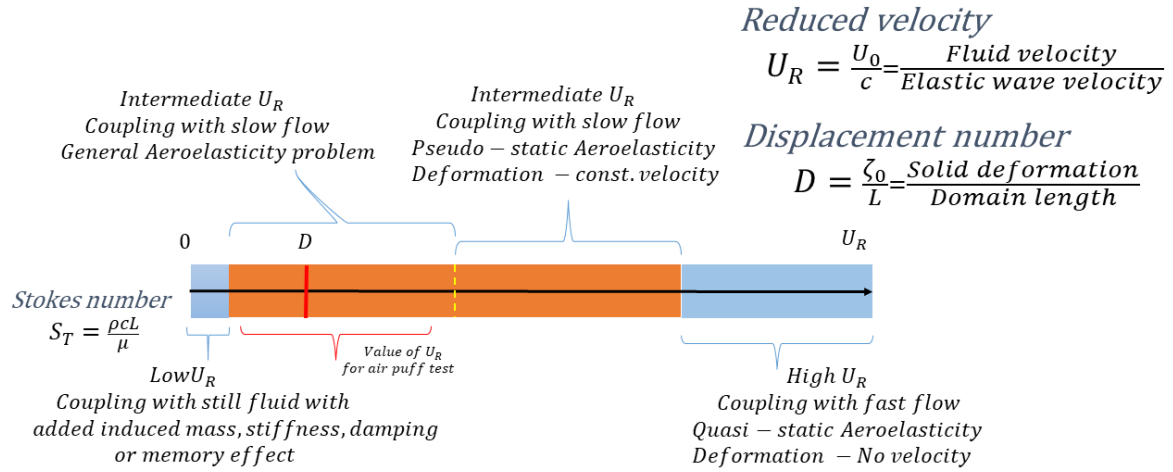 Reduced velocity
U_R = U_0/c = Fluid velocity/Elastic wave velocity
Displacement number
D = ζ_0/L = Solid deformation/Domain length
Intermediate U_R
Coupling with slow flow
General Aeroelasticity problem
Intermediate U_R
Coupling with slow flow
Pseudo − static Aeroelasticity
Deformation − const. velocity
0
D
U_R
Stokes number
S_T = ρcL/μ
Value of U_R
for air puff test
LowU_R
Coupling with still fluid with
added induced mass, stiffness, damping
or memory effect
High U_R
Coupling with fast flow
Quasi − static Aeroelasticity
Deformation − No velocity